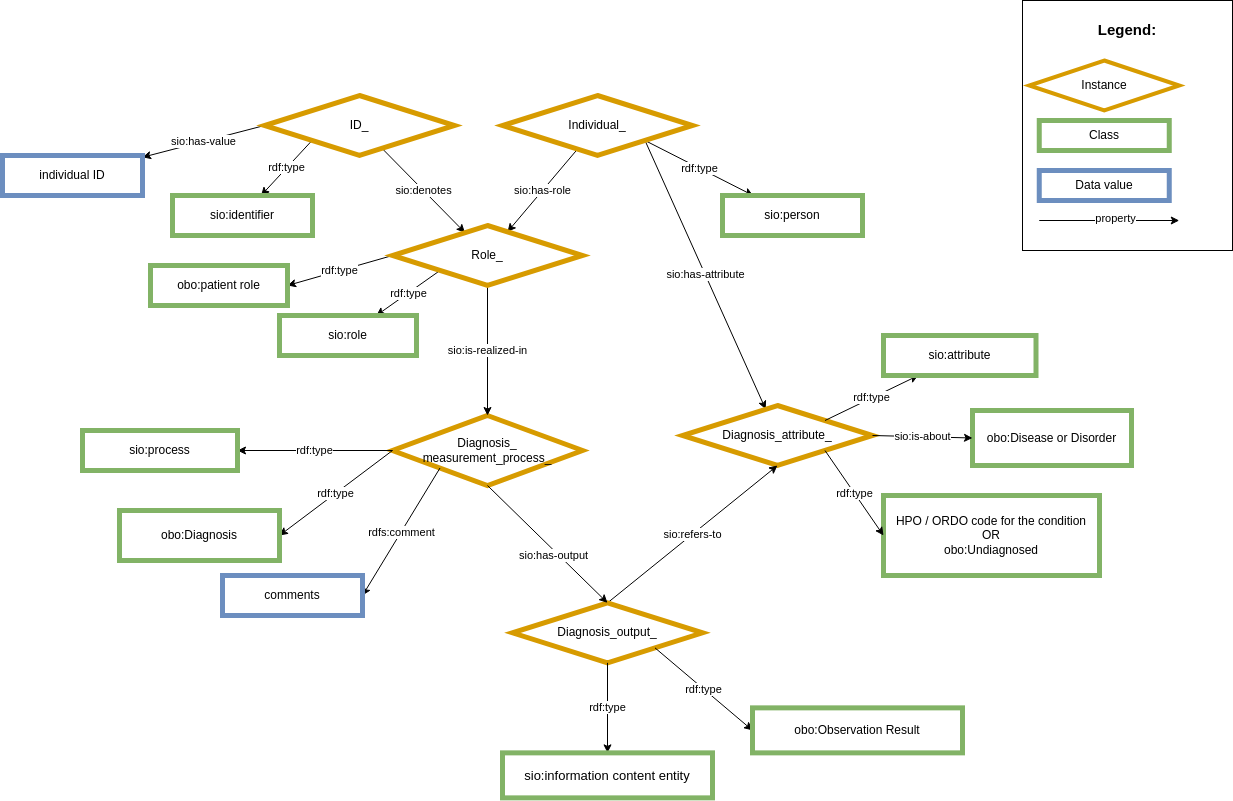 Legend:
Instance
Class
Data value
property
ID_
Individual_
sio:has-value
rdf:type
individual ID
sio:identifier
sio:denotes
sio:has-role
rdf:type
sio:person
Role_
sio:has-attribute
rdf:type
obo:patient role
rdf:type
sio:role
sio:is-realized-in
sio:attribute
rdf:type
Diagnosis_attribute_
sio:is-about
obo:Disease or Disorder
sio:process
rdf:type
Diagnosis_
measurement_process_
rdf:type
rdf:type
HPO / ORDO code for the condition
OR
obo:Undiagnosed
obo:Diagnosis
rdfs:comment
sio:refers-to
sio:has-output
comments
Diagnosis_output_
rdf:type
rdf:type
obo:Observation Result
sio:information content entity